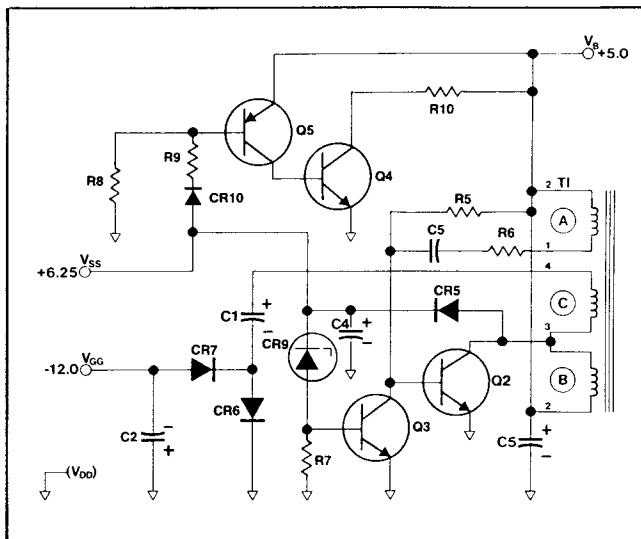 V_B
+5.0
R10
Q5
R9
Q4
R8
CR10
2 T1
R5
A
C5
R6
1
V_SS
+6.25
4
CR5
C
C1 +
-
C4 +
-
3
V_GG
-12.0
CR7
CR9
Q2
B
CR6
Q3
2
-
C2
+
R7
+
C5
-
(V_DD)